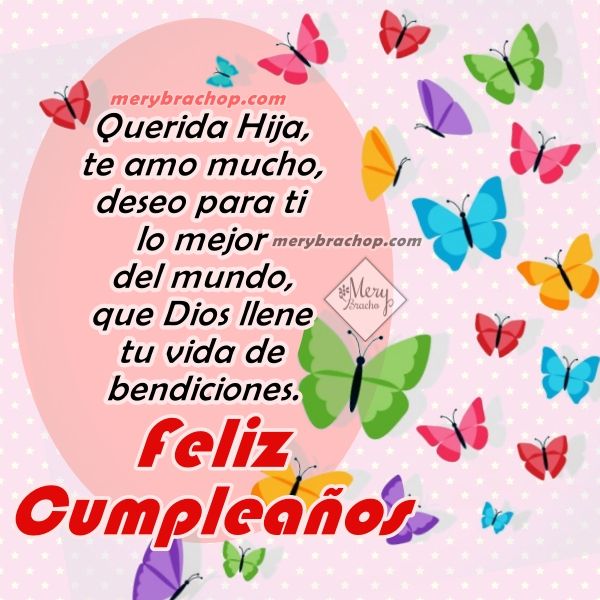 merybrachop.com
Querida Hija,
te amo mucho,
deseo para ti
lo mejor
merybrachop.com
del mundo,
Mery
Bracho
que Dios llene
tu vida de
bendiciones.
Feliz
Cumpleaños